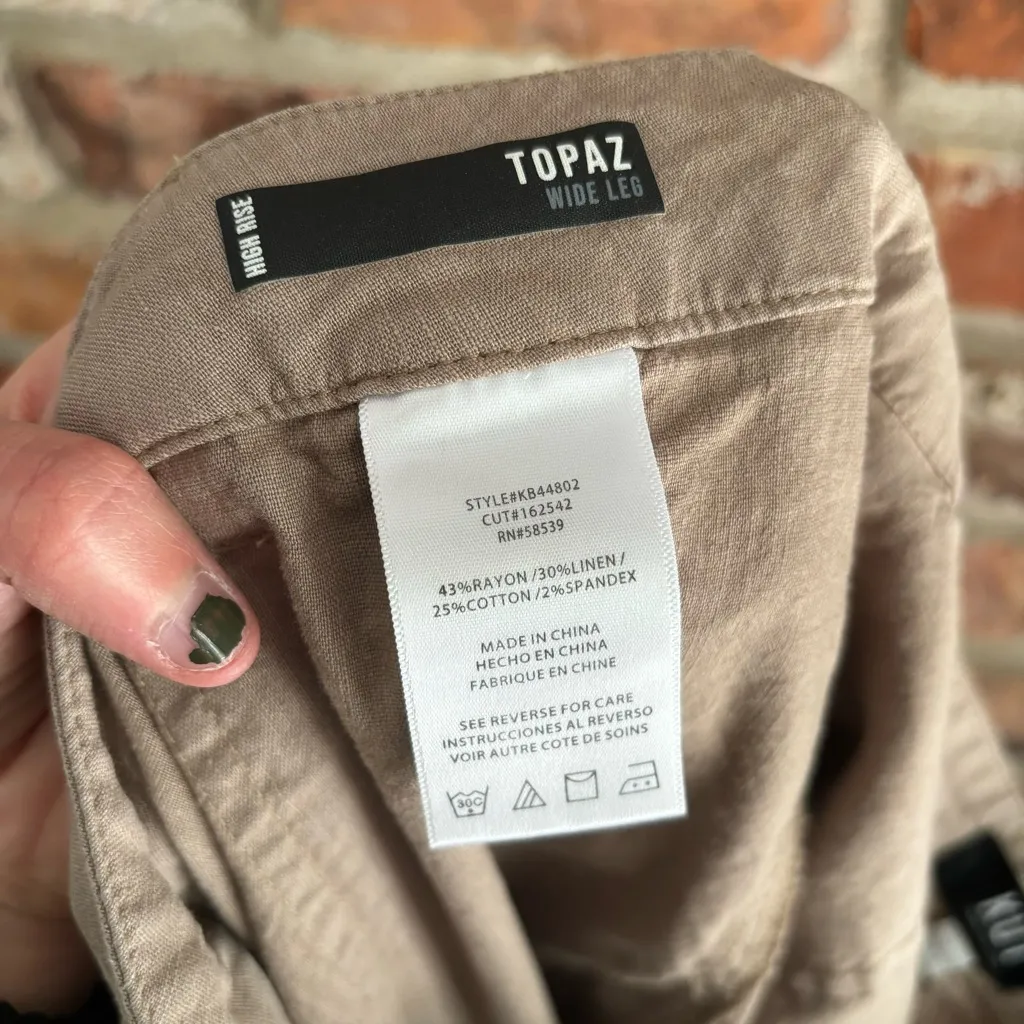 TOPAZ
WIDE LEG
HIGH RISE
STYLE#KB44802
CUT#162542
RN#58539
43%RAYON /30%LINEN /
25%COTTON /2%SPANDEX
MADE IN CHINA
HECHO EN CHINA
FABRIQUE EN CHINE
SEE REVERSE FOR CARE
INSTRUCCIONES AL REVERSO
VOIR AUTRE COTE DE SOINS
30C